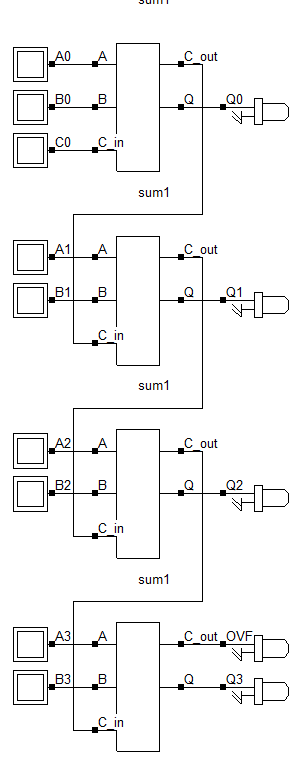 sum1
A0 A C_out
B0 B Q Q0
C0 C_in
sum1
A1 A C_out
B1 B Q Q1
C_in
sum1
A2 A C_out
B2 B Q Q2
C_in
sum1
A3 A C_out OVF
B3 B Q Q3
C_in